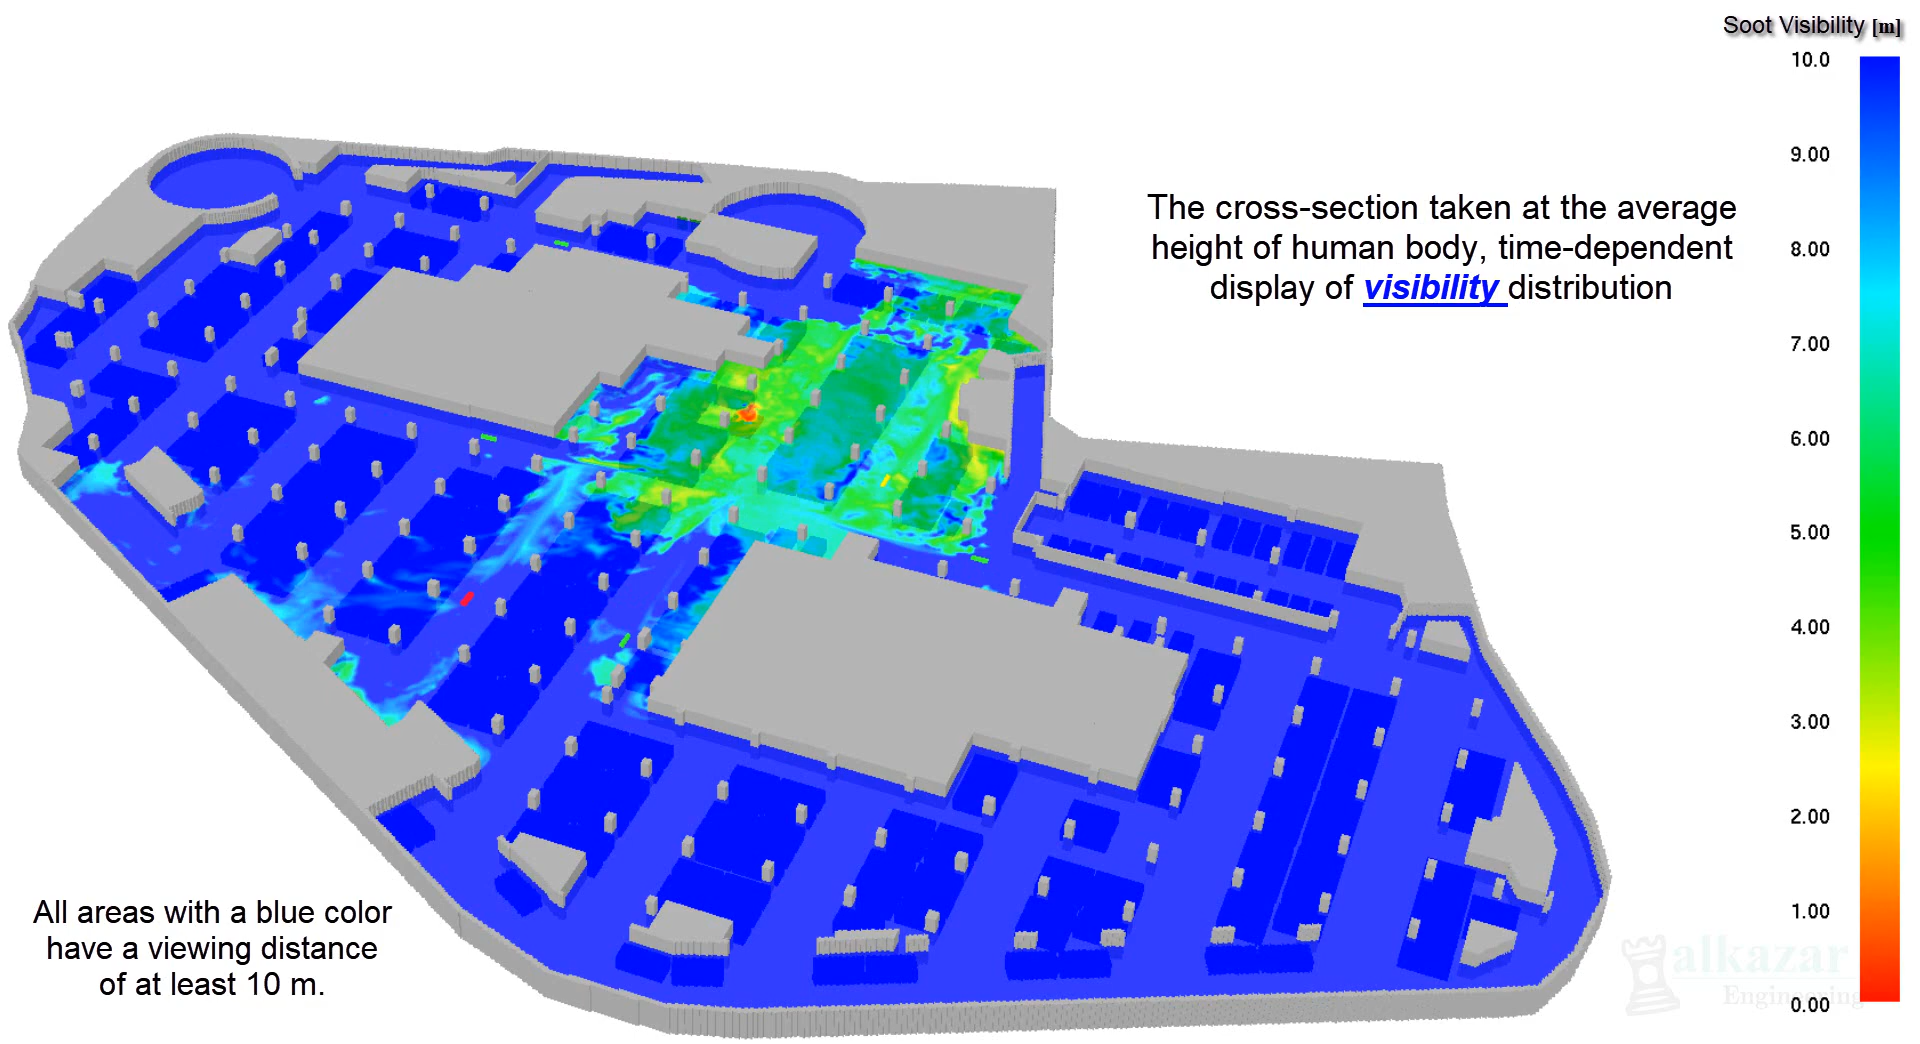 Soot Visibility [m]
10.0
9.00
8.00
7.00
6.00
5.00
4.00
3.00
2.00
1.00
0.00
The cross-section taken at the average
height of human body, time-dependent
display of visibility distribution
All areas with a blue color
have a viewing distance
of at least 10 m.
alkazar
Engineering